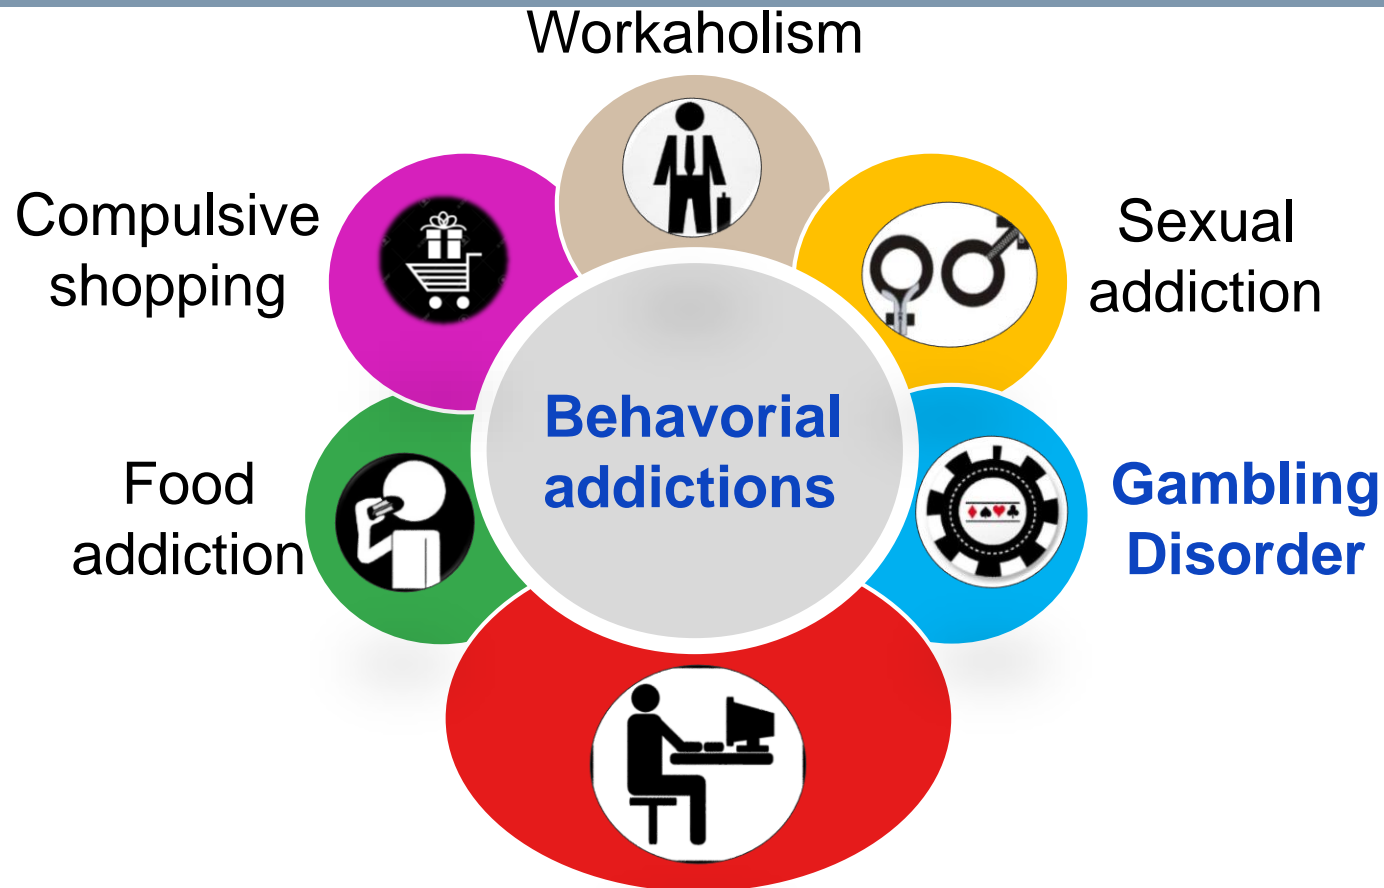 Workaholism
Compulsive
shopping
Sexual
addiction
Behavorial
addictions
Food
addiction
Gambling
Disorder